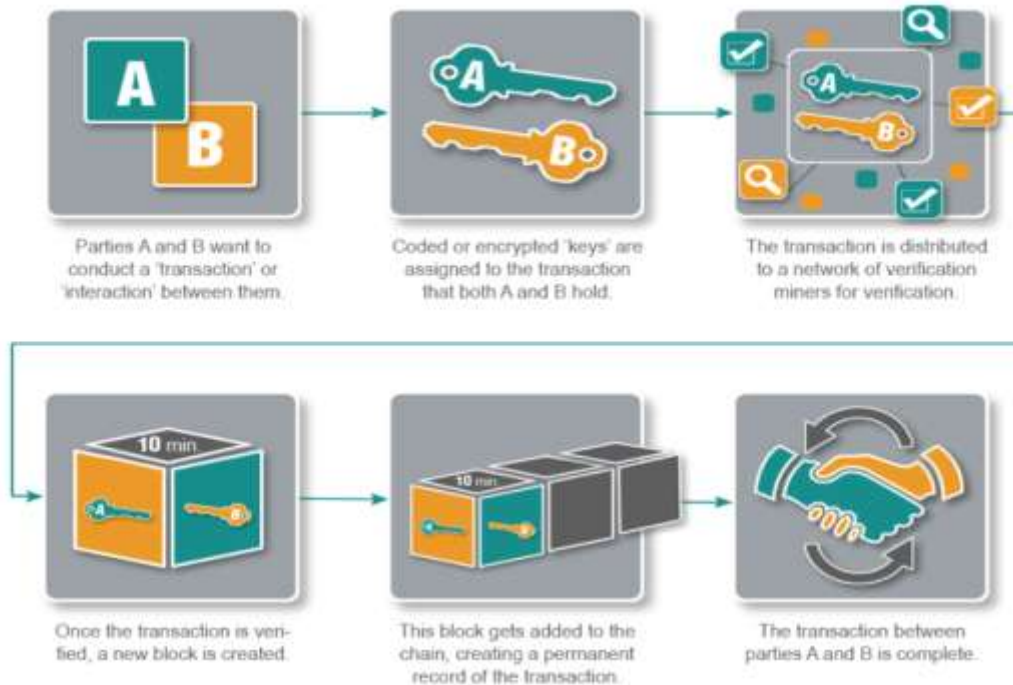 A
B
A
B
A
B
Parties A and B want to
conduct a 'transaction' or
'interaction' between them.
Coded or encrypted 'keys' are
assigned to the transaction
that both A and B hold.
The transaction is distributed
to a network of verification
miners for verification.
10 min
A
B
10 min
A
B
Once the transaction is veri-
fied, a new block is created.
This block gets added to the
chain, creating a permanent
record of the transaction.
The transaction between
parties A and B is complete.